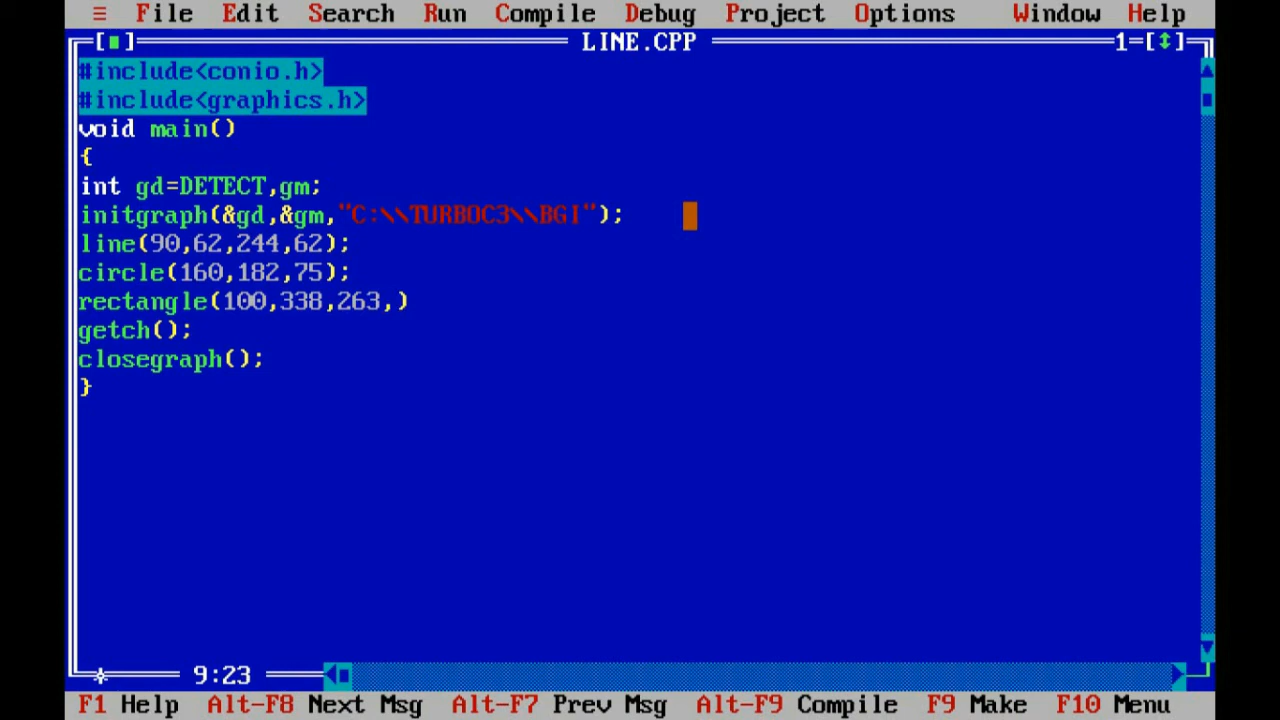 ≡ File Edit Search Run Compile Debug Project Options Window Help
[■] LINE.CPP 1=[↕]
#include<conio.h>
#include<graphics.h>
void main()
{
int gd=DETECT,gm;
initgraph(&gd,&gm,"C:\\TURBOC3\\BGI");
line(90,62,244,62);
circle(160,182,75);
rectangle(100,338,263,)
getch();
closegraph();
}
9:23
F1 Help Alt-F8 Next Msg Alt-F7 Prev Msg Alt-F9 Compile F9 Make F10 Menu